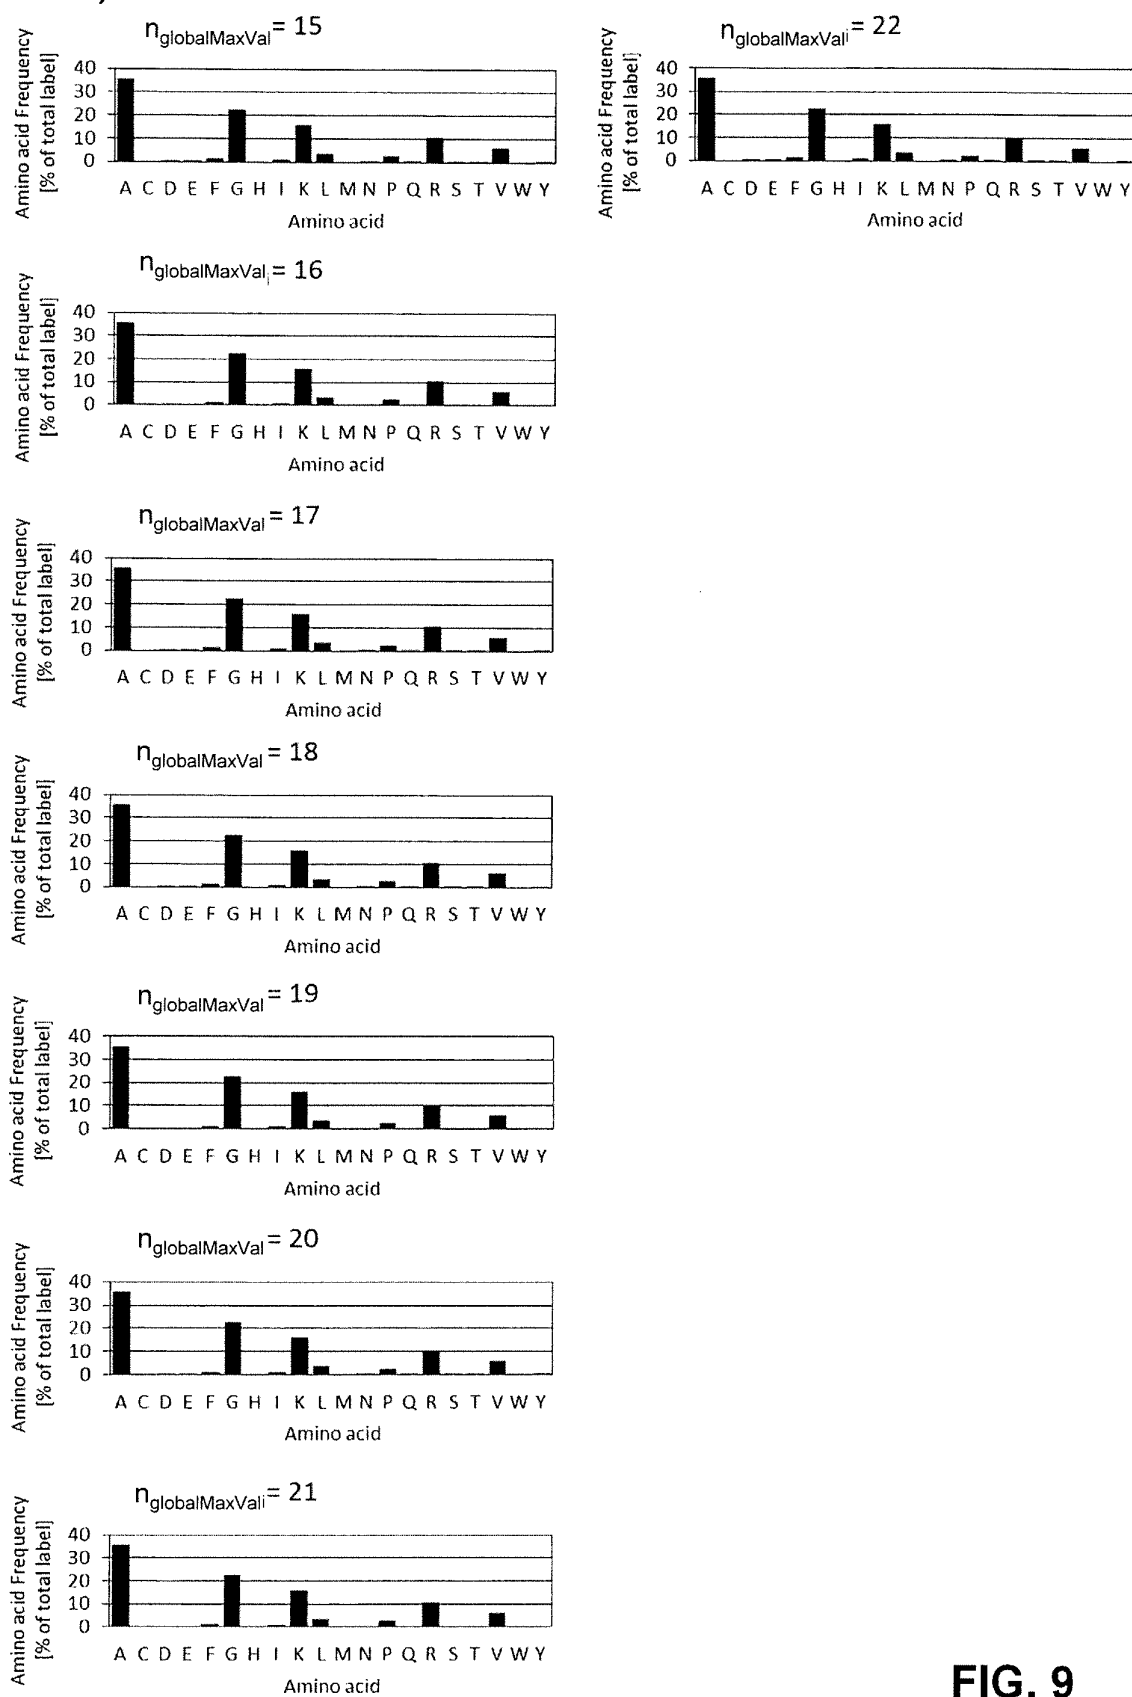 n_globalMaxVal = 15
Amino acid Frequency
[% of total label]
40
30
20
10
0
A C D E F G H I K L M N P Q R S T V W Y
Amino acid
n_globalMaxVal_i = 22
Amino acid Frequency
[% of total label]
40
30
20
10
0
A C D E F G H I K L M N P Q R S T V W Y
Amino acid
n_globalMaxVal_i = 16
Amino acid Frequency
[% of total label]
40
30
20
10
0
A C D E F G H I K L M N P Q R S T V W Y
Amino acid
n_globalMaxVal = 17
Amino acid Frequency
[% of total label]
40
30
20
10
0
A C D E F G H I K L M N P Q R S T V W Y
Amino acid
n_globalMaxVal = 18
Amino acid Frequency
[% of total label]
40
30
20
10
0
A C D E F G H I K L M N P Q R S T V W Y
Amino acid
n_globalMaxVal = 19
Amino acid Frequency
[% of total label]
40
30
20
10
0
A C D E F G H I K L M N P Q R S T V W Y
Amino acid
n_globalMaxVal = 20
Amino acid Frequency
[% of total label]
40
30
20
10
0
A C D E F G H I K L M N P Q R S T V W Y
Amino acid
n_globalMaxVali = 21
Amino acid Frequency
[% of total label]
40
30
20
10
0
A C D E F G H I K L M N P Q R S T V W Y
Amino acid
FIG. 9